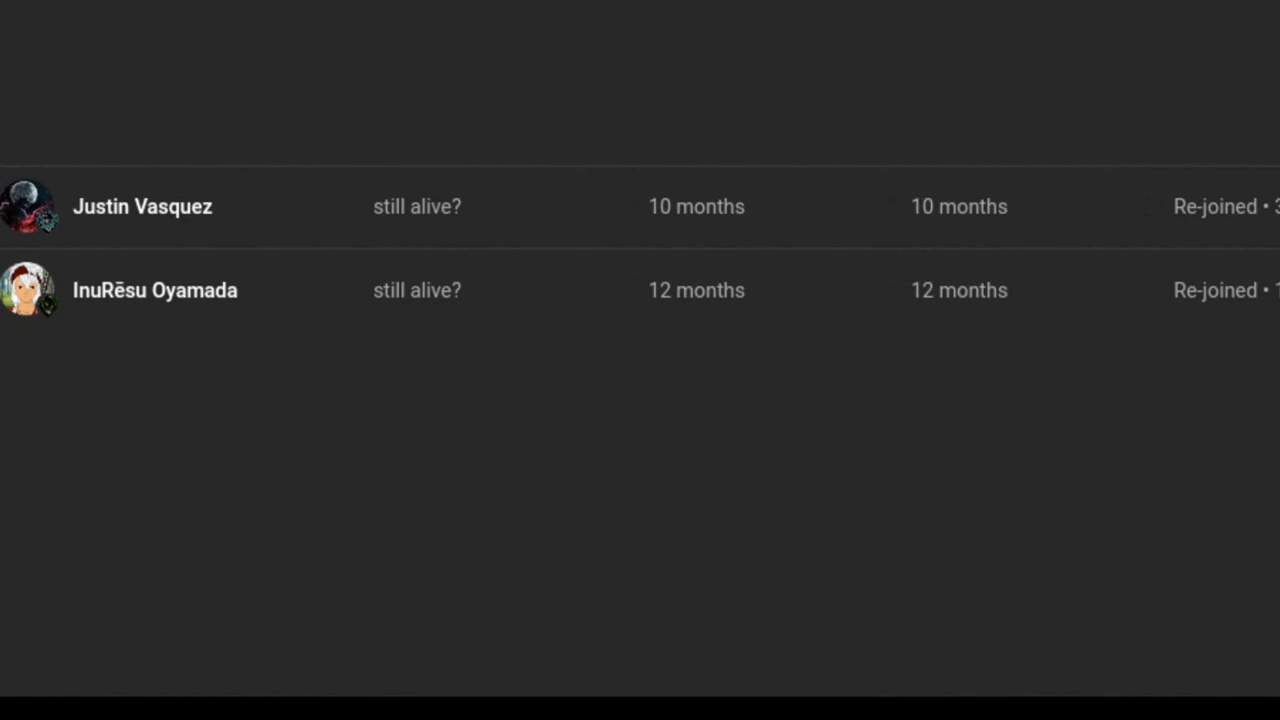 Justin Vasquez still alive? 10 months 10 months Re-joined •
InuRēsu Oyamada still alive? 12 months 12 months Re-joined •